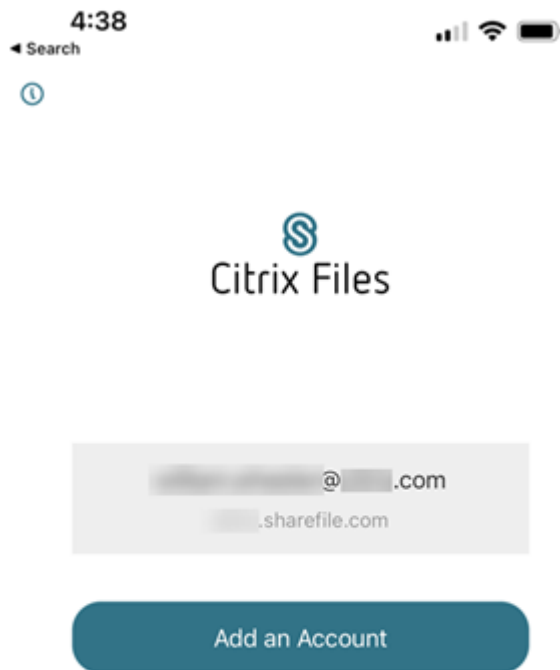 4:38
◀ Search
Citrix Files
@ .com
.sharefile.com
Add an Account